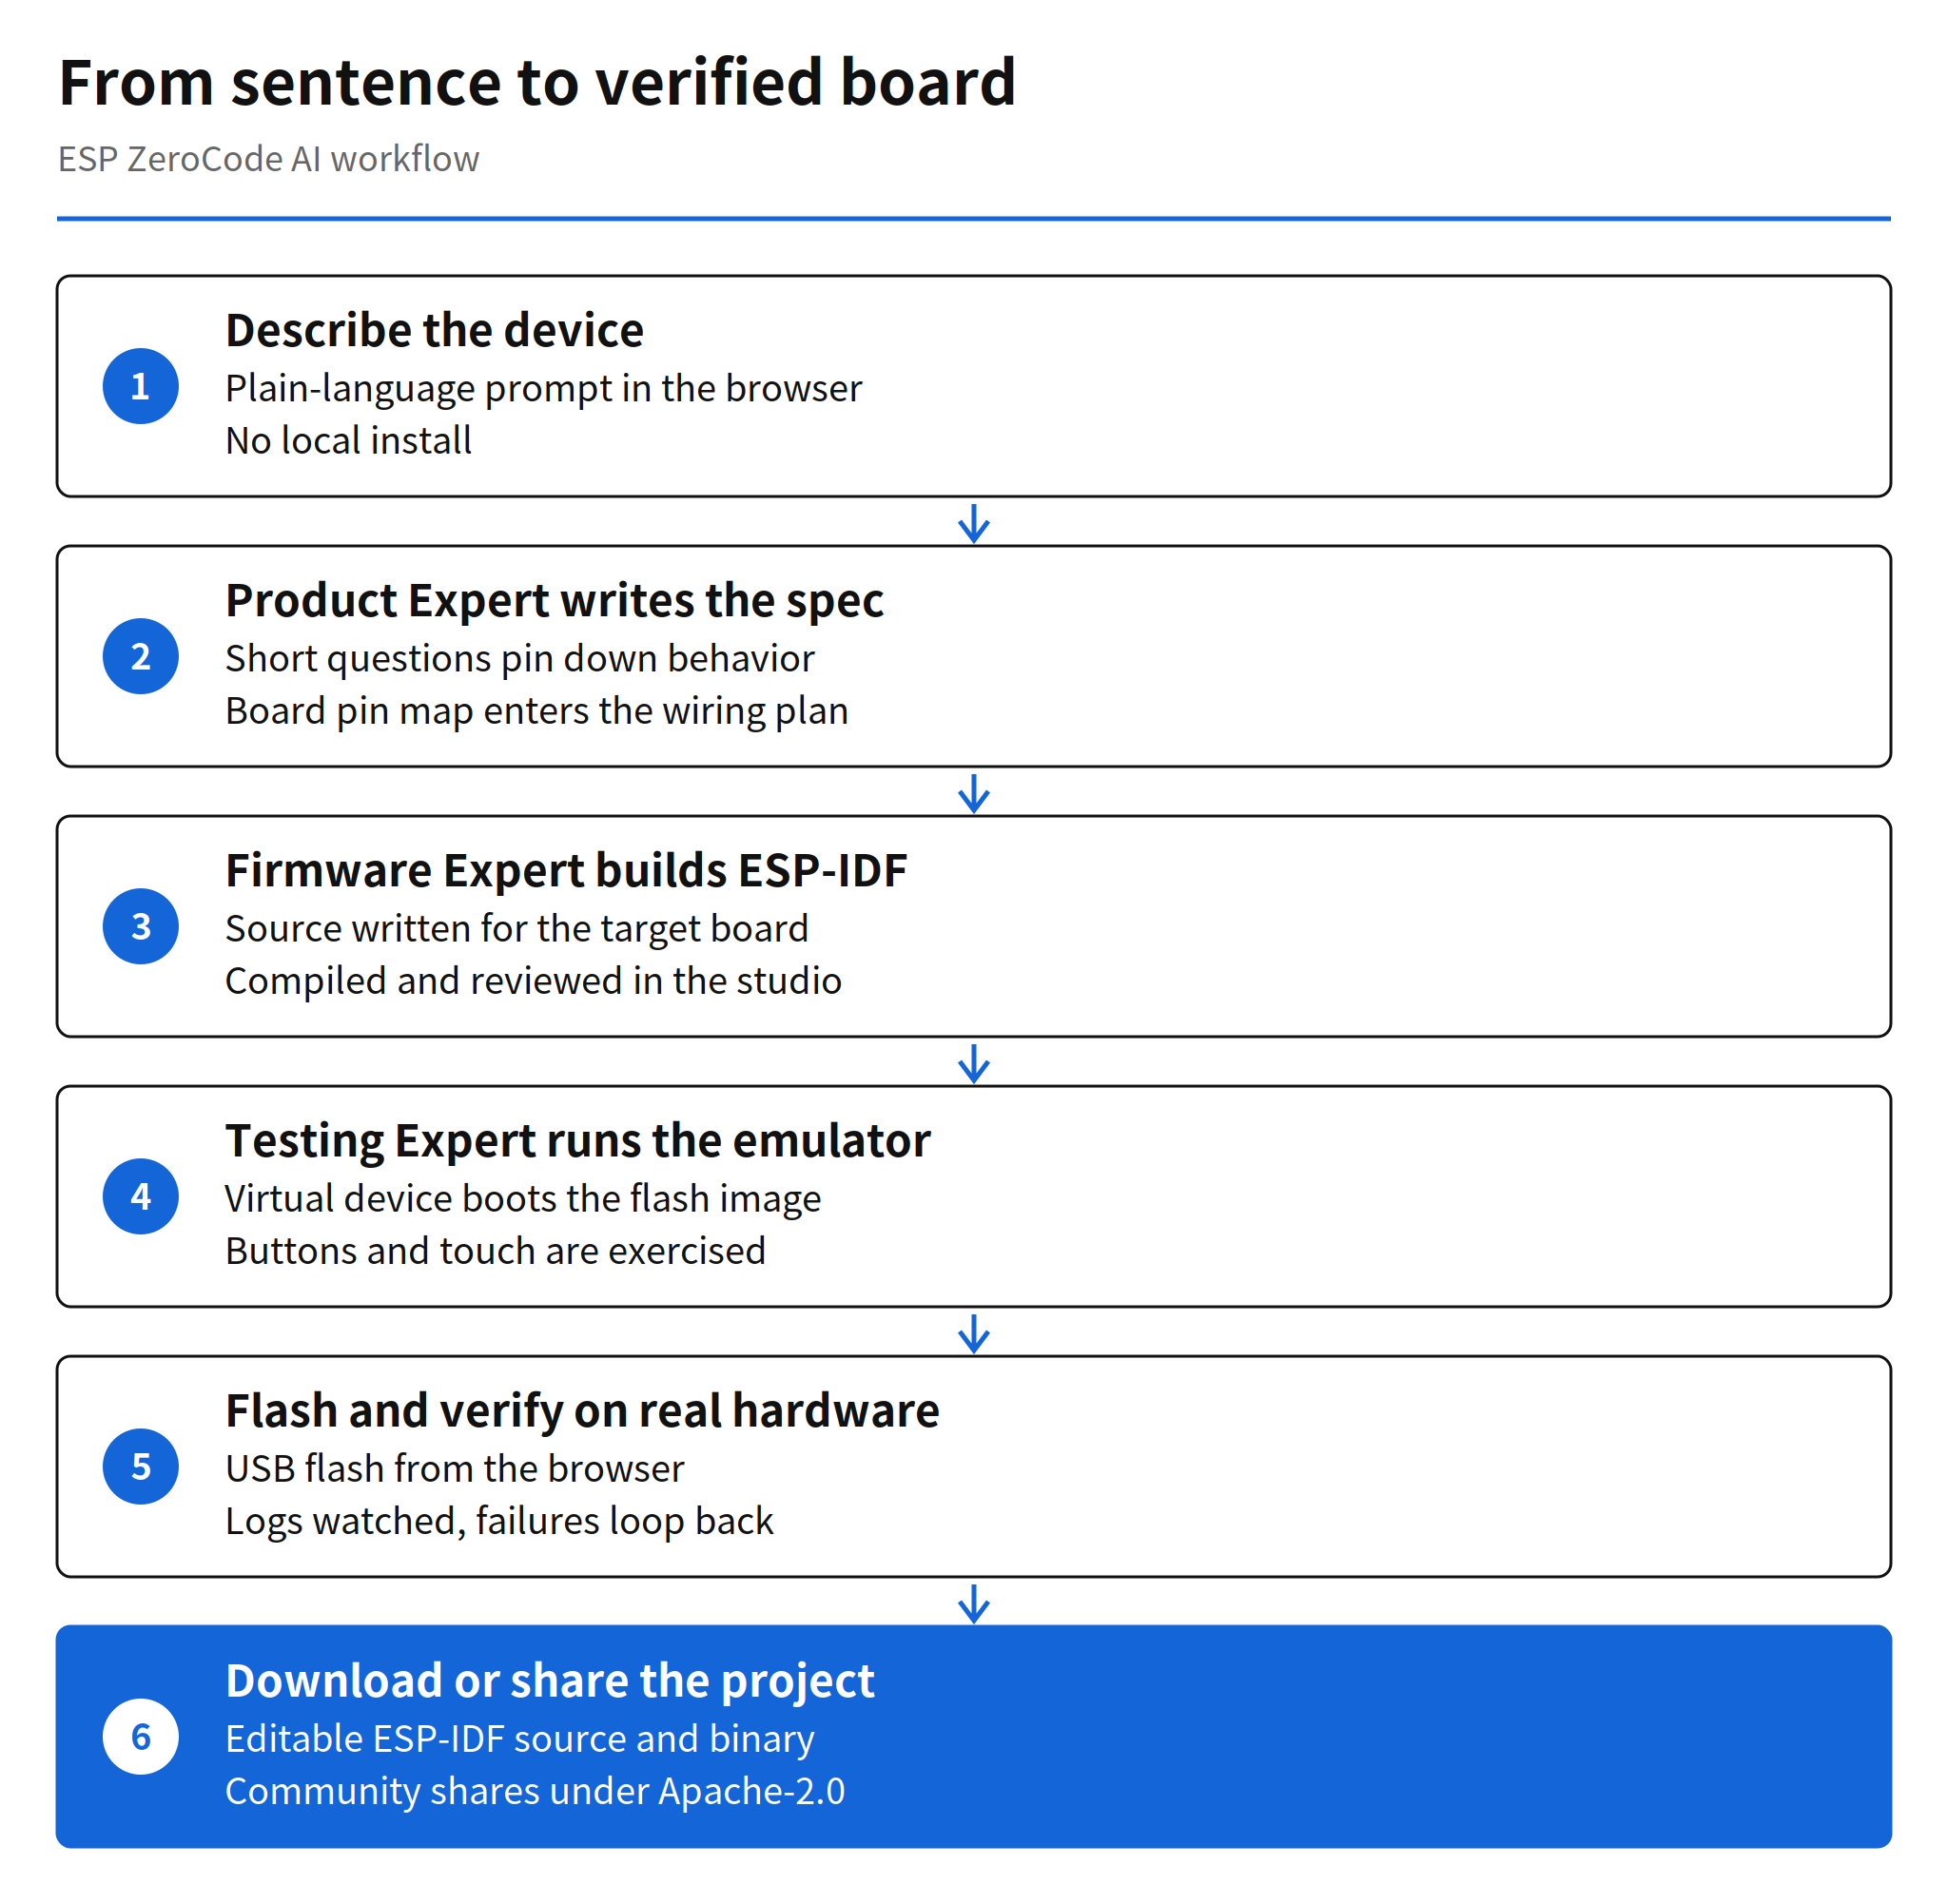 From sentence to verified board
ESP ZeroCode AI workflow
1
Describe the device
Plain-language prompt in the browser
No local install
2
Product Expert writes the spec
Short questions pin down behavior
Board pin map enters the wiring plan
3
Firmware Expert builds ESP-IDF
Source written for the target board
Compiled and reviewed in the studio
4
Testing Expert runs the emulator
Virtual device boots the flash image
Buttons and touch are exercised
5
Flash and verify on real hardware
USB flash from the browser
Logs watched, failures loop back
6
Download or share the project
Editable ESP-IDF source and binary
Community shares under Apache-2.0